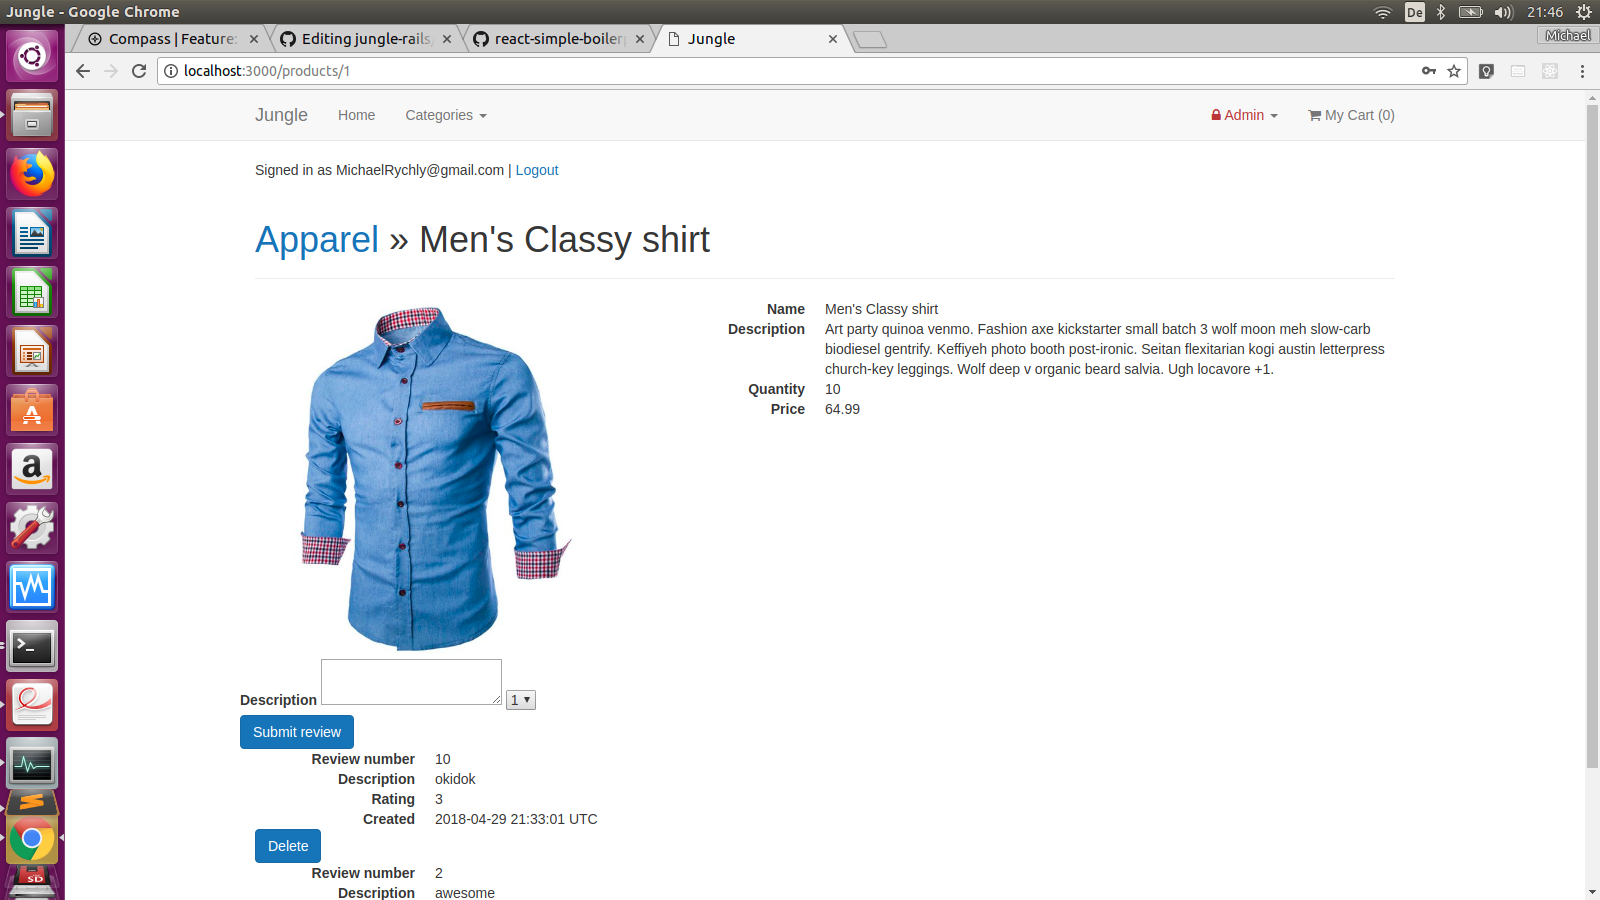 Jungle - Google Chrome
De
21:46
Compass | Feature:
Editing jungle-rails/
react-simple-boilerp
Jungle
Michael
localhost:3000/products/1
Jungle
Home
Categories
Admin
My Cart (0)
Signed in as MichaelRychly@gmail.com | Logout
Apparel » Men's Classy shirt
Name Men's Classy shirt
Description Art party quinoa venmo. Fashion axe kickstarter small batch 3 wolf moon meh slow-carb
biodiesel gentrify. Keffiyeh photo booth post-ironic. Seitan flexitarian kogi austin letterpress
church-key leggings. Wolf deep v organic beard salvia. Ugh locavore +1.
Quantity 10
Price 64.99
Description
1
Submit review
Review number 10
Description okidok
Rating 3
Created 2018-04-29 21:33:01 UTC
Delete
Review number 2
Description awesome
A
a
>_
SD